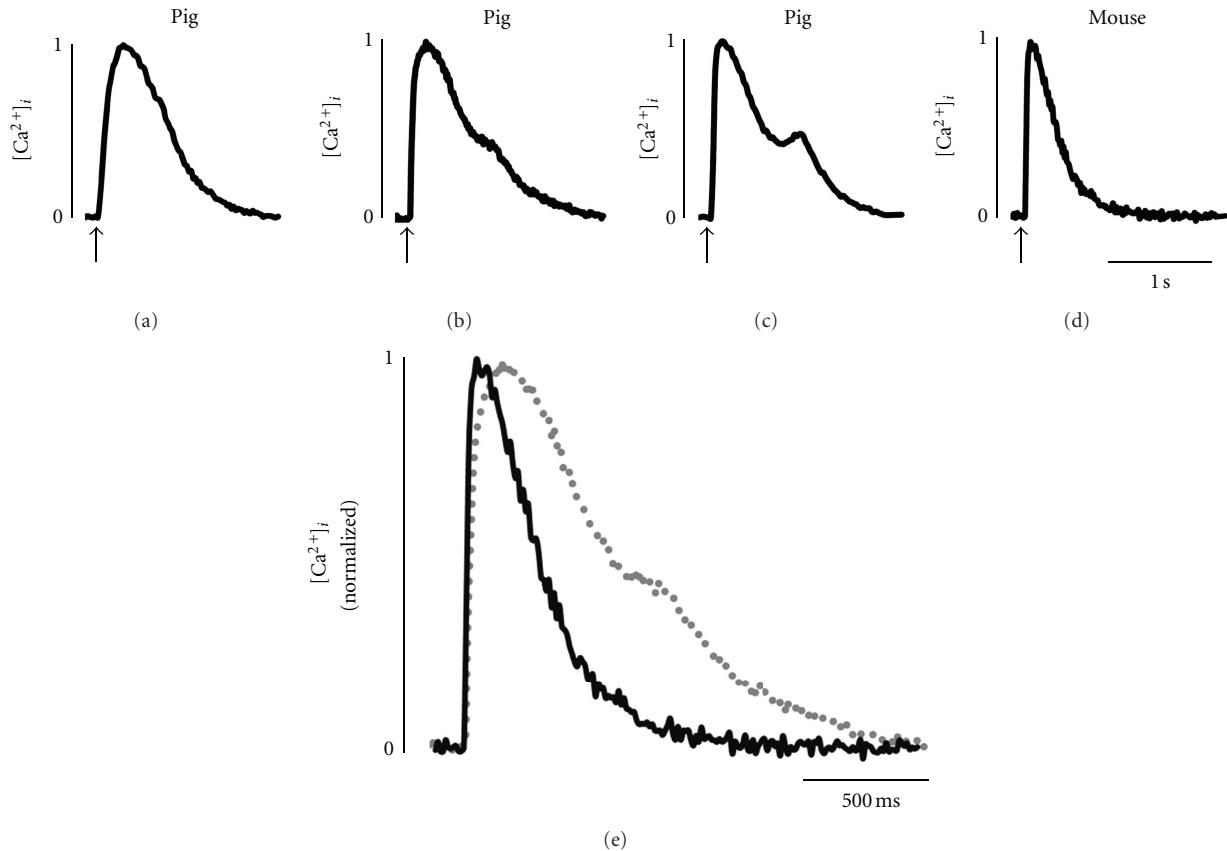 Pig
Pig
Pig
Mouse
1
[Ca²⁺]ᵢ
0
1
[Ca²⁺]ᵢ
0
1
[Ca²⁺]ᵢ
0
1
[Ca²⁺]ᵢ
0
1 s
(a)
(b)
(c)
(d)
1
[Ca²⁺]ᵢ
(normalized)
0
500 ms
(e)